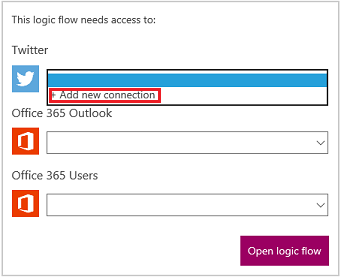 This logic flow needs access to:
Twitter
+ Add new connection
Office 365 Outlook
Office 365 Users
Open logic flow